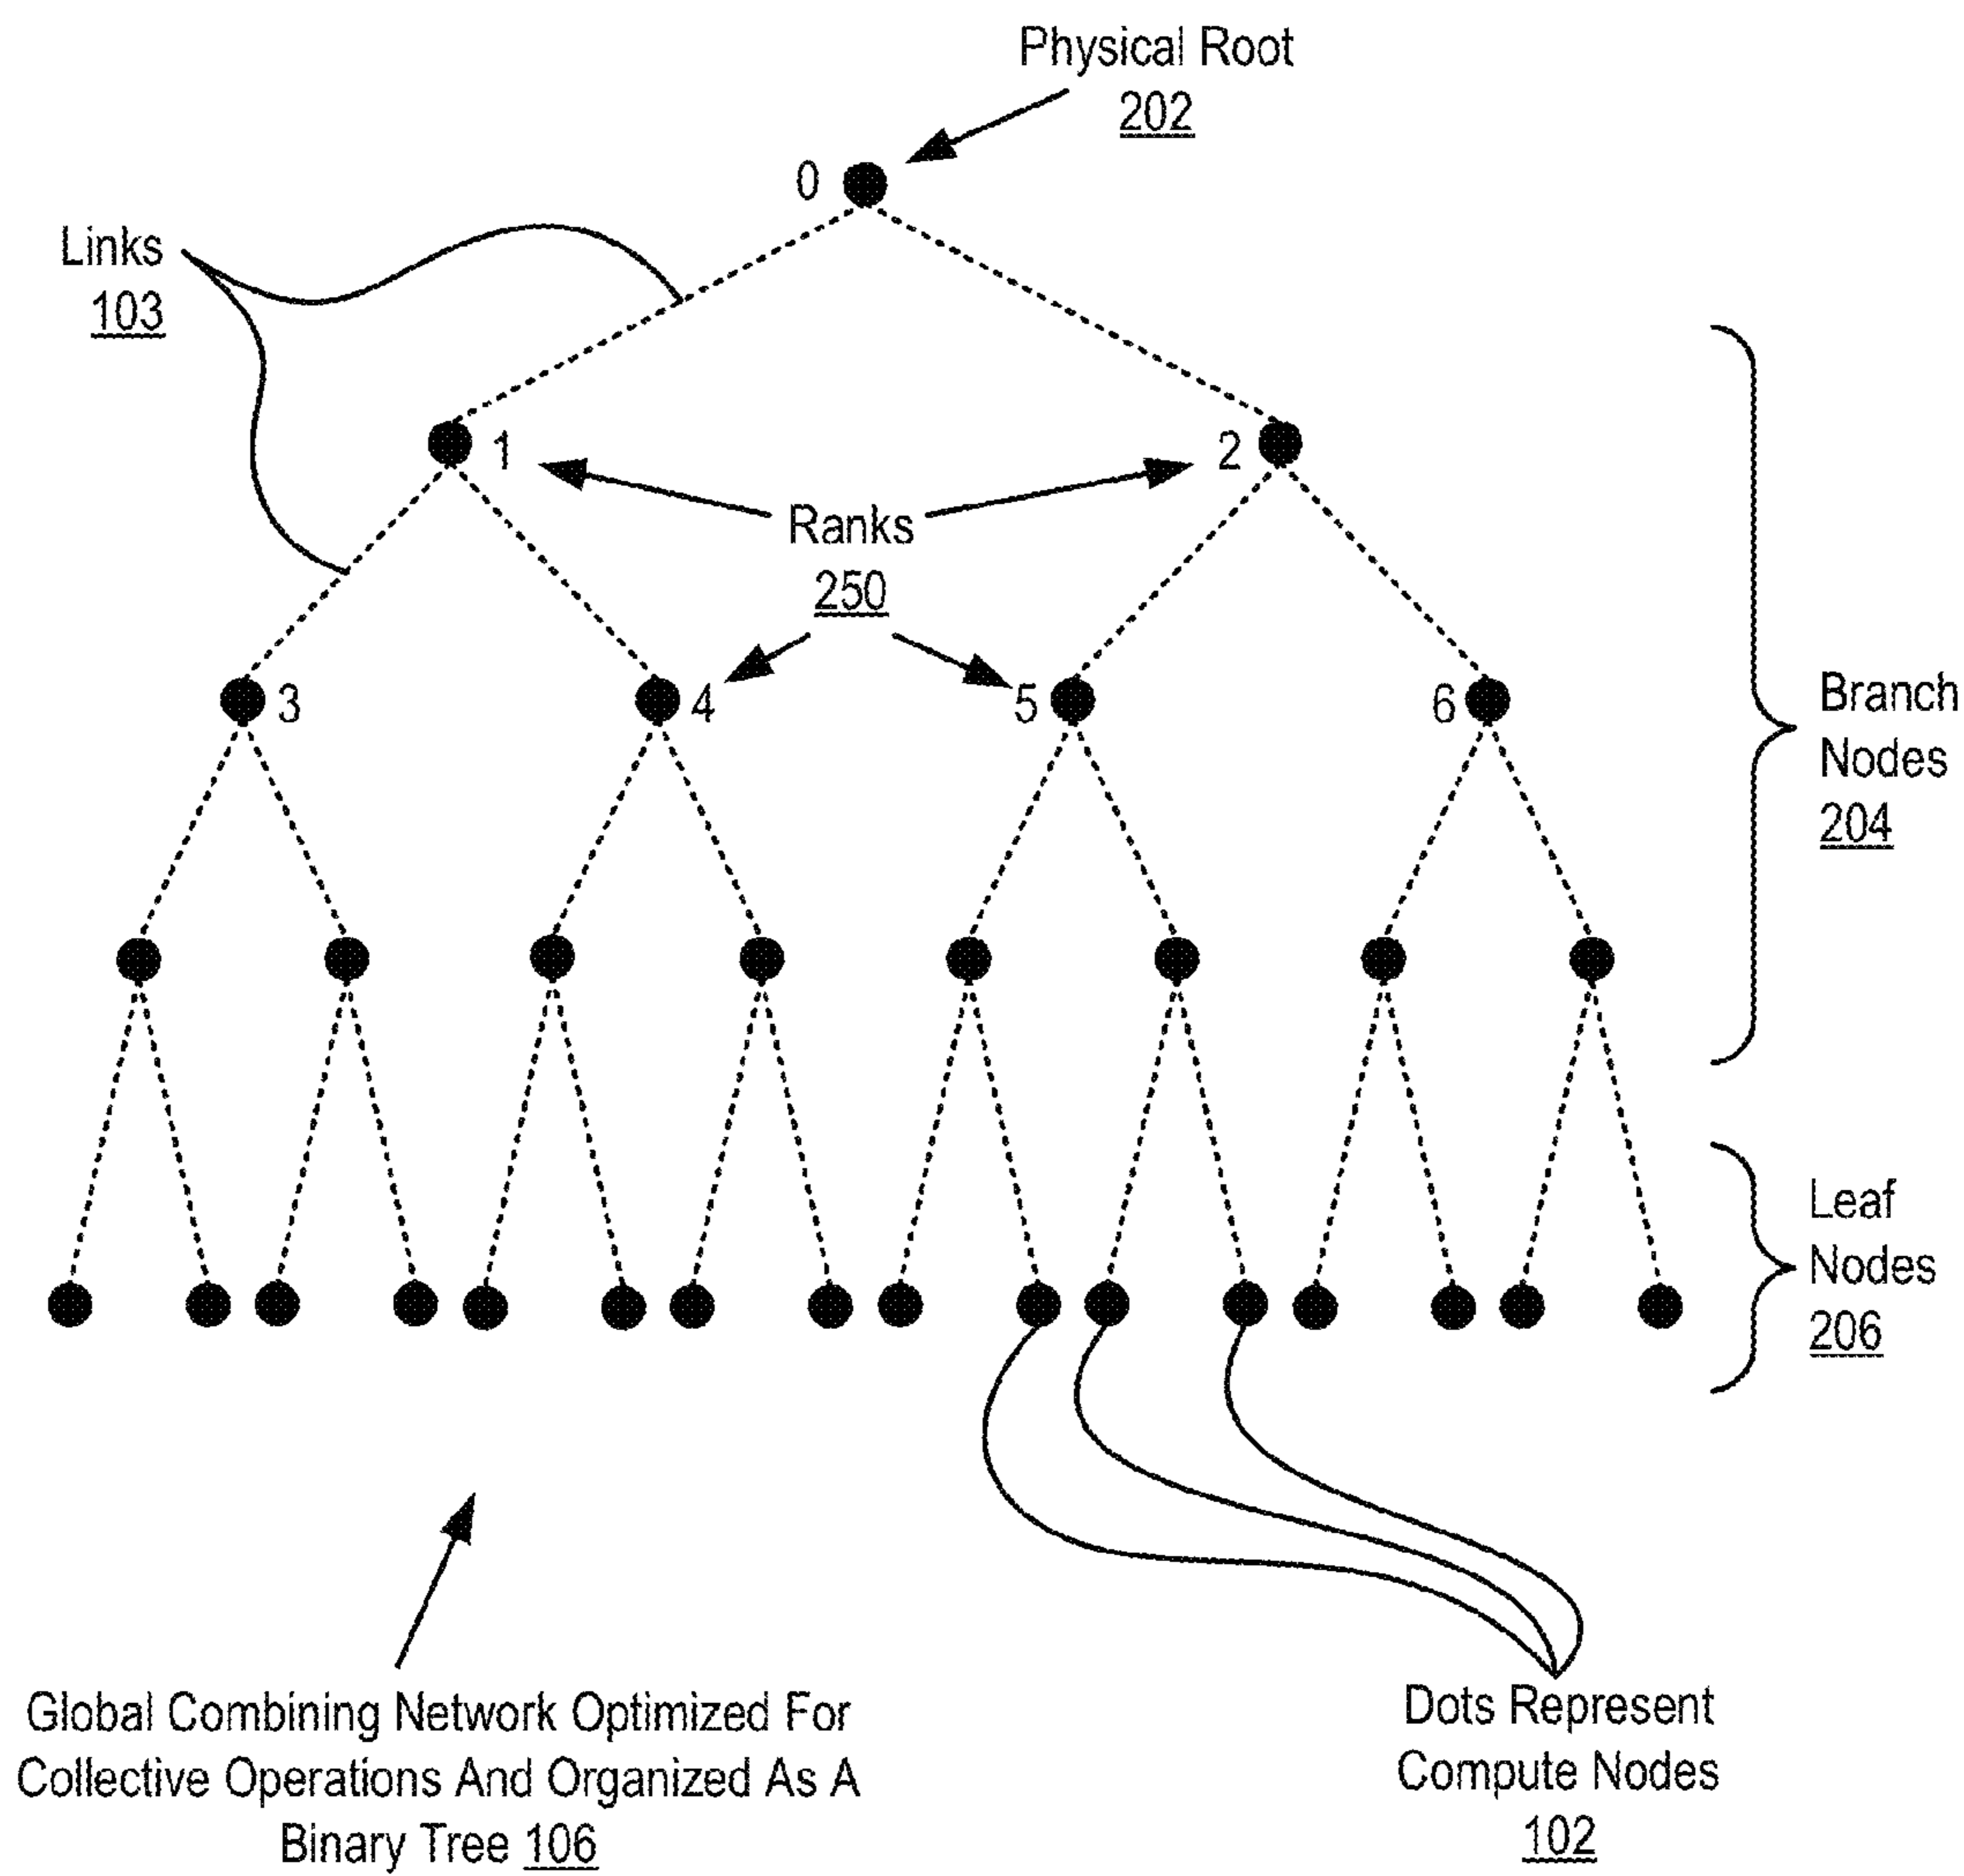 Physical Root
202
0
Links
103
1
2
Ranks
250
3
4
5
6
Branch
Nodes
204
Leaf
Nodes
206
Global Combining Network Optimized For
Collective Operations And Organized As A
Binary Tree 106
Dots Represent
Compute Nodes
102